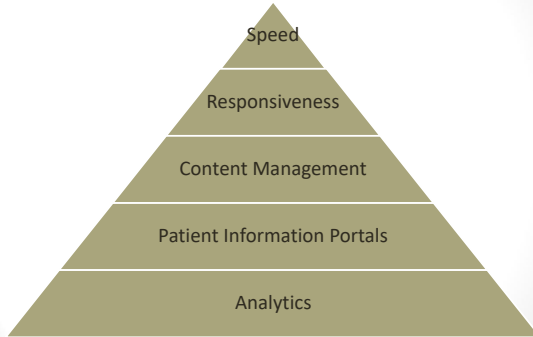 Speed
Responsiveness
Content Management
Patient Information Portals
Analytics